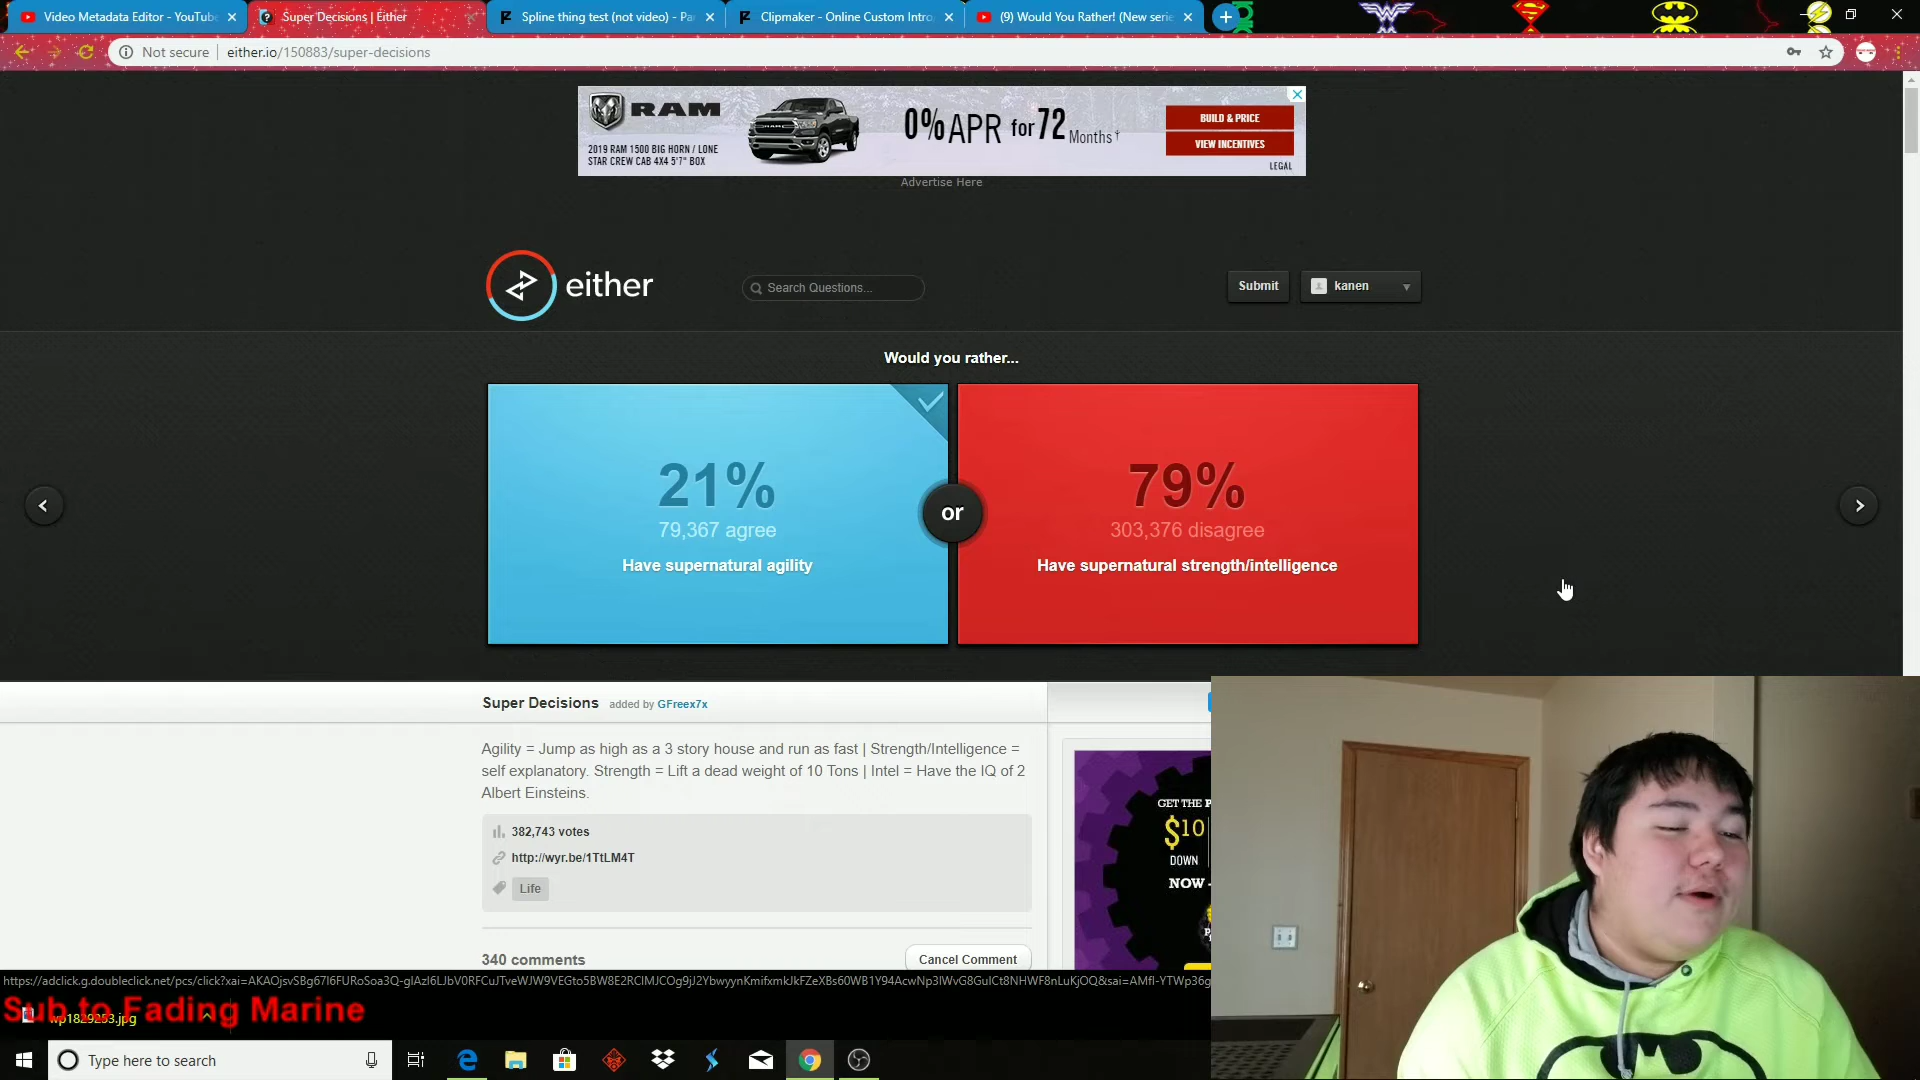 Video Metadata Editor - YouTube
Super Decisions | Either
Spline thing test (not video) - Pa
Clipmaker - Online Custom Intro
(9) Would You Rather! (New serie
Not secure
either.io/150883/super-decisions
RAM
2019 RAM 1500 BIG HORN / LONE
STAR CREW CAB 4X4 5'7" BOX
0% APR for 72 Months†
BUILD & PRICE
VIEW INCENTIVES
LEGAL
Advertise Here
either
Search Questions...
Submit
kanen
Would you rather...
21%
79,367 agree
Have supernatural agility
or
79%
303,376 disagree
Have supernatural strength/intelligence
Super Decisions added by GFreex7x
Agility = Jump as high as a 3 story house and run as fast | Strength/Intelligence =
self explanatory. Strength = Lift a dead weight of 10 Tons | Intel = Have the IQ of 2
Albert Einsteins.
382,743 votes
http://wyr.be/1TtLM4T
Life
340 comments
Cancel Comment
GET THE P
$10
DOWN
NOW -
Sub to Fading Marine
wp1829253.jpg
Type here to search